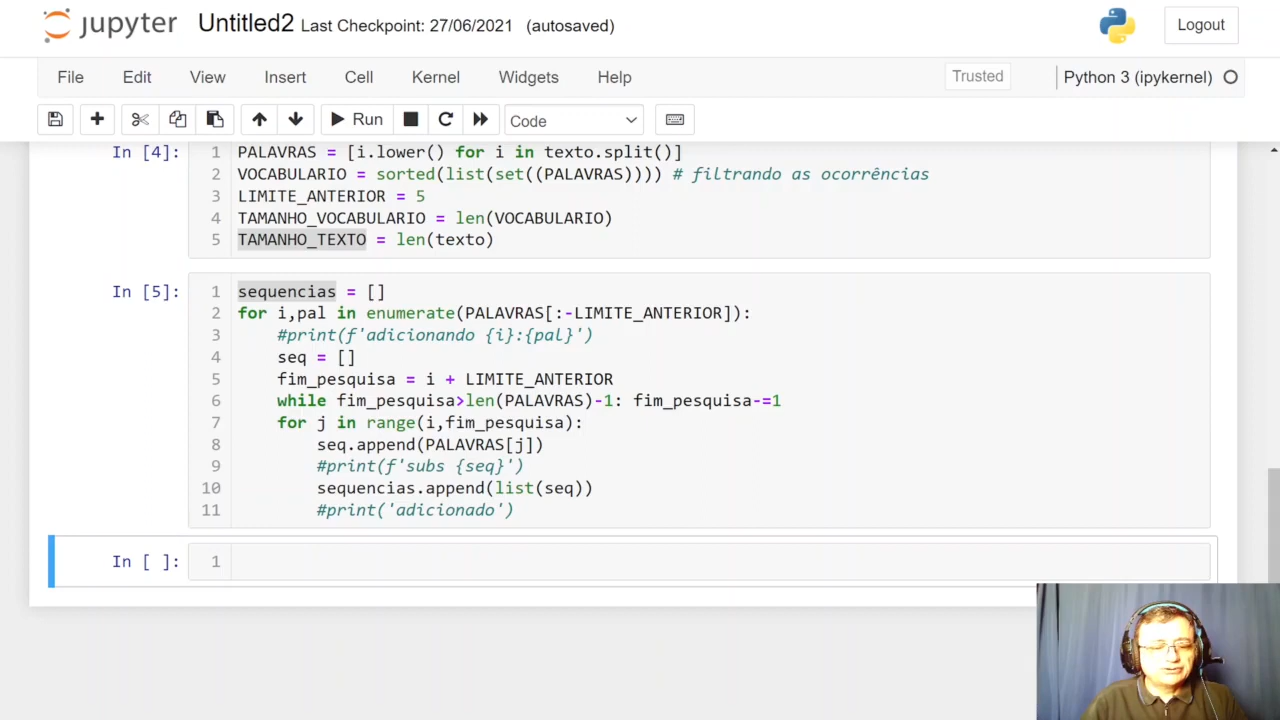 jupyter Untitled2 Last Checkpoint: 27/06/2021 (autosaved) Logout
File Edit View Insert Cell Kernel Widgets Help Trusted Python 3 (ipykernel)
Run Code
In [4]: 1 PALAVRAS = [i.lower() for i in texto.split()]
2 VOCABULARIO = sorted(list(set((PALAVRAS)))) # filtrando as ocorrências
3 LIMITE_ANTERIOR = 5
4 TAMANHO_VOCABULARIO = len(VOCABULARIO)
5 TAMANHO_TEXTO = len(texto)
In [5]: 1 sequencias = []
2 for i,pal in enumerate(PALAVRAS[:-LIMITE_ANTERIOR]):
3 #print(f'adicionando {i}:{pal}')
4 seq = []
5 fim_pesquisa = i + LIMITE_ANTERIOR
6 while fim_pesquisa>len(PALAVRAS)-1: fim_pesquisa-=1
7 for j in range(i,fim_pesquisa):
8 seq.append(PALAVRAS[j])
9 #print(f'subs {seq}')
10 sequencias.append(list(seq))
11 #print('adicionado')
In [ ]: 1